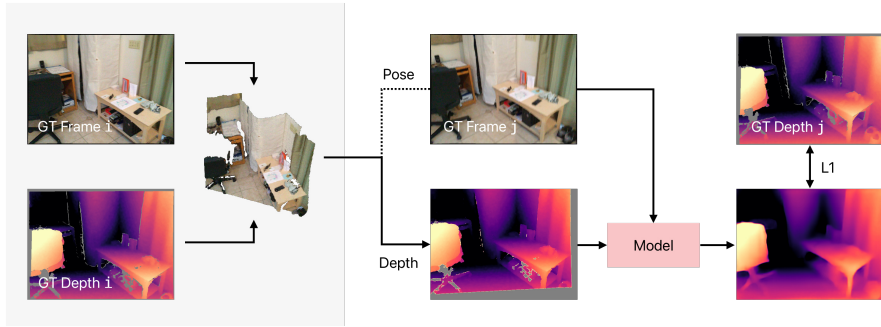 GT Frame i
GT Depth i
Pose
Depth
GT Frame j
Model
GT Depth j
L1